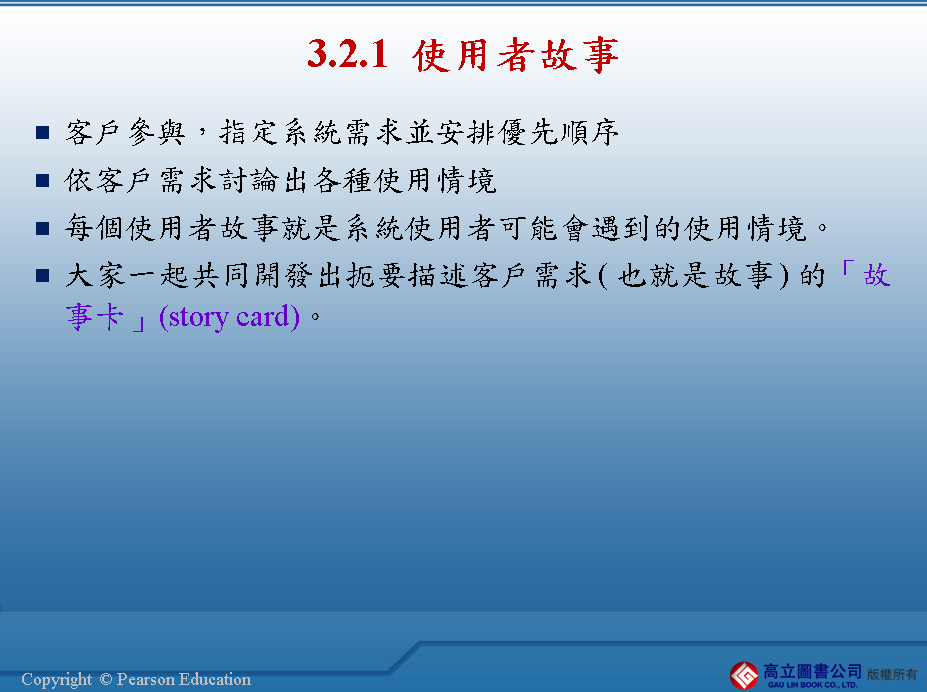 3.2.1 使用者故事
■ 客戶參與，指定系統需求並安排優先順序
■ 依客戶需求討論出各種使用情境
■ 每個使用者故事就是系統使用者可能會遇到的使用情境。
■ 大家一起共同開發出扼要描述客戶需求(也就是故事)的「故
事卡」(story card)。
Copyright © Pearson Education
高立圖書公司 版權所有
GAU LIH BOOK CO., LTD.